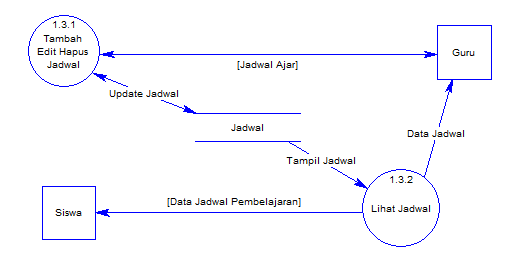 1.3.1
Tambah
Edit Hapus
Jadwal
Guru
[Jadwal Ajar]
Update Jadwal
Jadwal
Data Jadwal
Tampil Jadwal
1.3.2
Lihat Jadwal
[Data Jadwal Pembelajaran]
Siswa